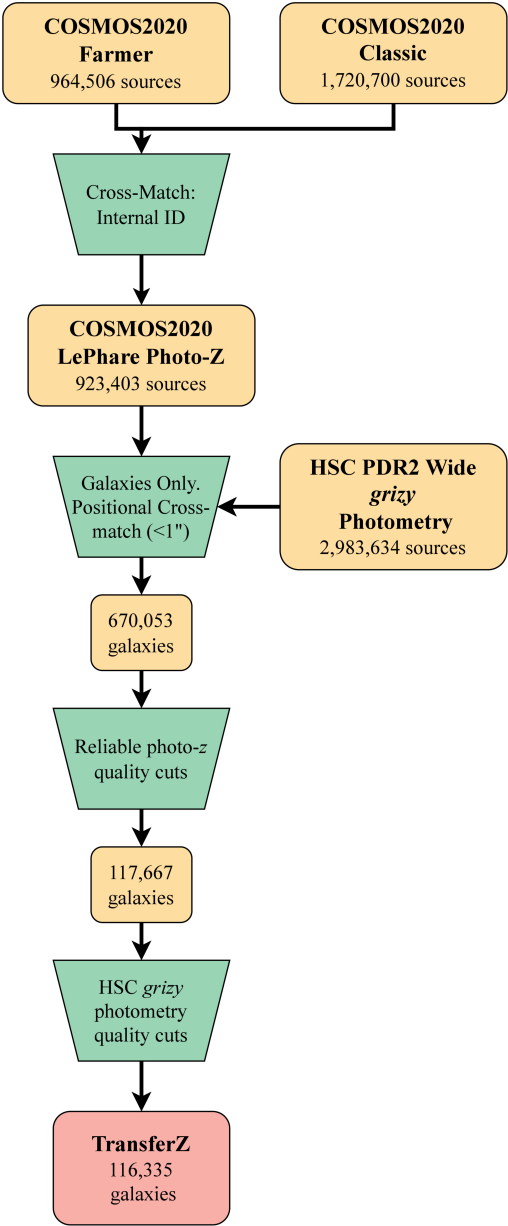 COSMOS2020
Farmer
964,506 sources
COSMOS2020
Classic
1,720,700 sources
Cross-Match:
Internal ID
COSMOS2020
LePhare Photo-Z
923,403 sources
Galaxies Only.
Positional Cross-
match (<1")
HSC PDR2 Wide
grizy
Photometry
2,983,634 sources
670,053
galaxies
Reliable photo-z
quality cuts
117,667
galaxies
HSC grizy
photometry
quality cuts
TransferZ
116,335
galaxies